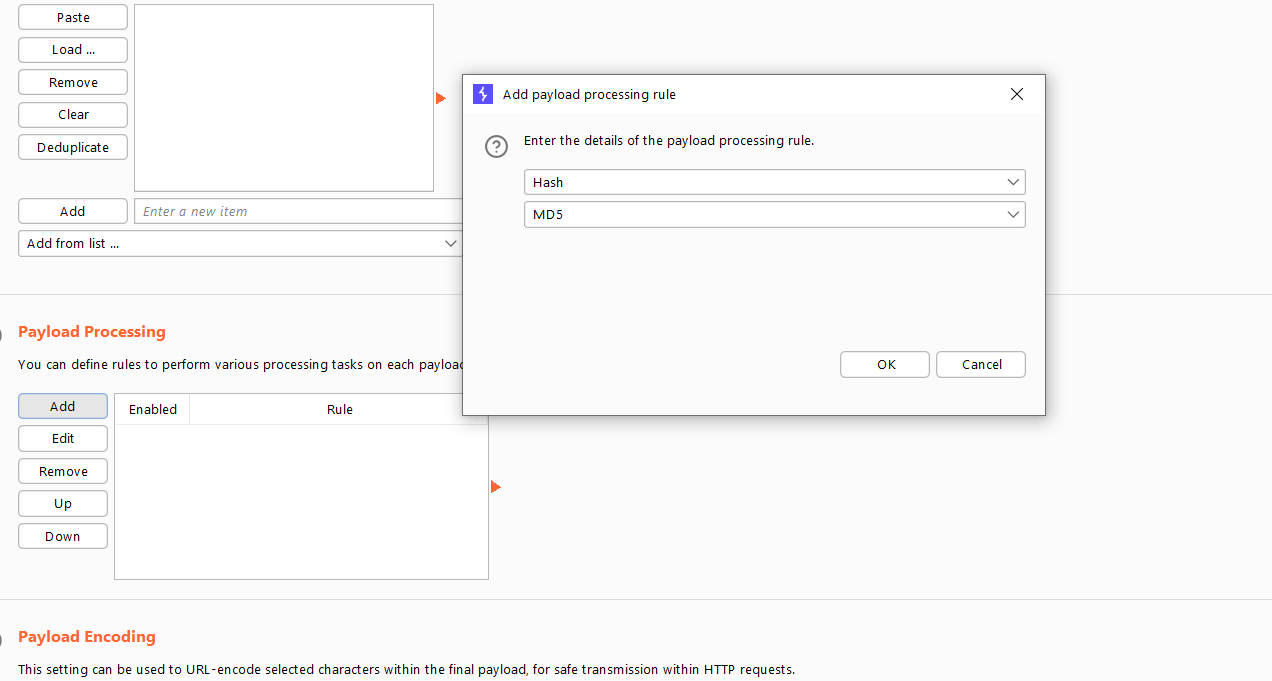 Paste
Load ...
Remove
Clear
Deduplicate
Add
Enter a new item
Add from list ...
Add payload processing rule
Enter the details of the payload processing rule.
Hash
MD5
OK
Cancel
Payload Processing
You can define rules to perform various processing tasks on each payload
Add
Edit
Remove
Up
Down
Enabled
Rule
Payload Encoding
This setting can be used to URL-encode selected characters within the final payload, for safe transmission within HTTP requests.